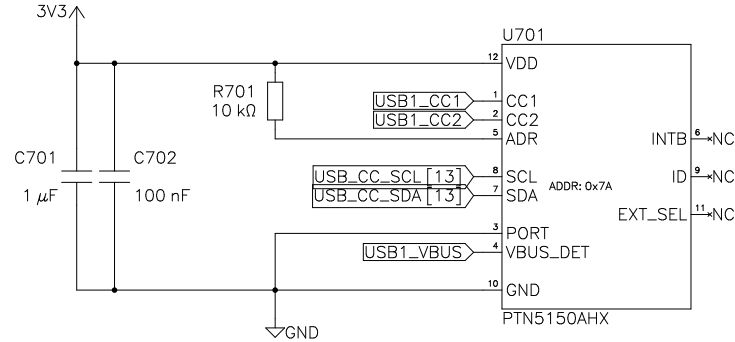 3V3
U701
12 VDD
R701
10 kΩ
USB1_CC1 1 CC1
USB1_CC2 2 CC2
5 ADR
INTB 6 NC
C701
C702
1 μF
100 nF
USB_CC_SCL [13] 8 SCL
USB_CC_SDA [13] 7 SDA
ADDR: 0x7A
ID 9 NC
EXT_SEL 11 NC
3 PORT
USB1_VBUS 4 VBUS_DET
10 GND
PTN5150AHX
GND